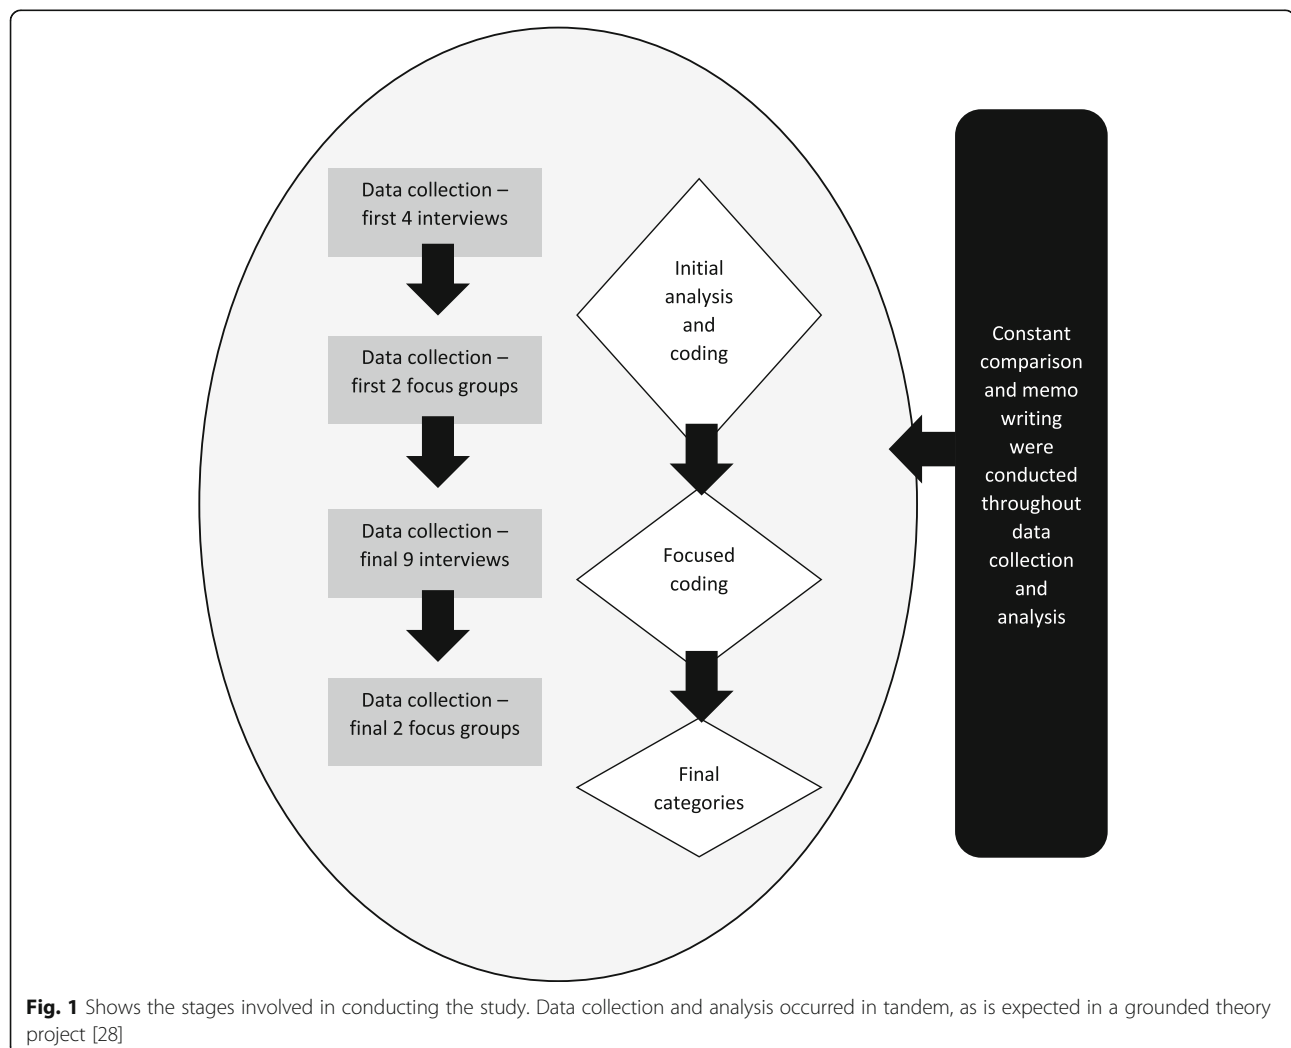 Data collection –
first 4 interviews
Data collection –
first 2 focus groups
Data collection –
final 9 interviews
Data collection –
final 2 focus groups
Initial
analysis
and
coding
Focused
coding
Final
categories
Constant
comparison
and memo
writing
were
conducted
throughout
data
collection
and
analysis
Fig. 1 Shows the stages involved in conducting the study. Data collection and analysis occurred in tandem, as is expected in a grounded theory
project [28]